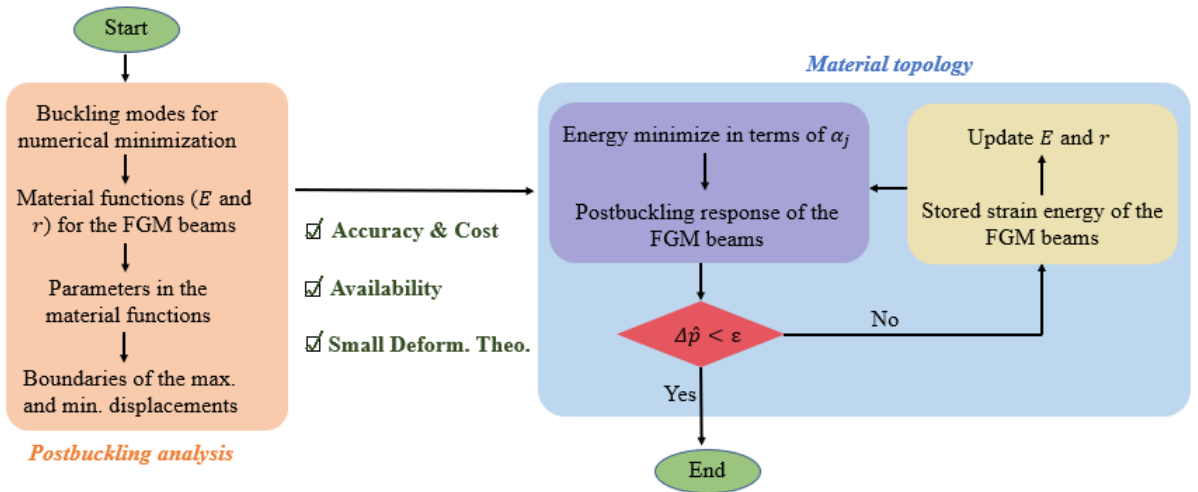 Start
Buckling modes for
numerical minimization
Material functions (E and
r) for the FGM beams
Parameters in the
material functions
Boundaries of the max.
and min. displacements
Postbuckling analysis
Accuracy & Cost
Availability
Small Deform. Theo.
Material topology
Energy minimize in terms of αⱼ
Postbuckling response of the
FGM beams
Update E and r
Stored strain energy of the
FGM beams
Δp̂ < ε
No
Yes
End